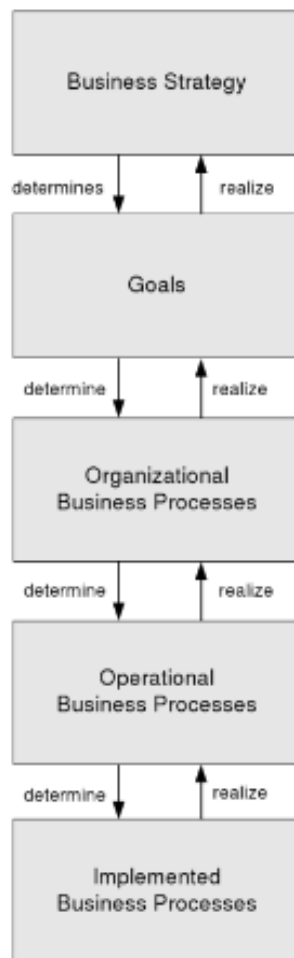 Business Strategy
determines realize
Goals
determine realize
Organizational
Business Processes
determine realize
Operational
Business Processes
determine realize
Implemented
Business Processes